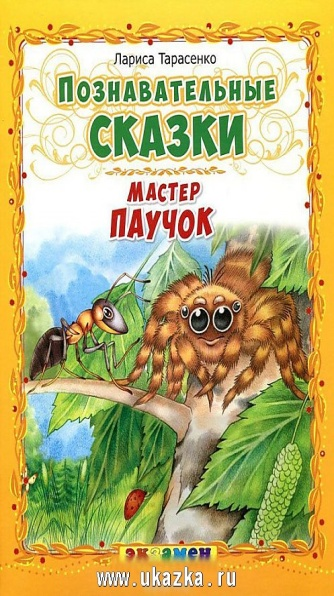 Лариса Тарасенко
Познавательные
СКАЗКИ
МАСТЕР
ПАУЧОК
экзамен
www.ukazka.ru